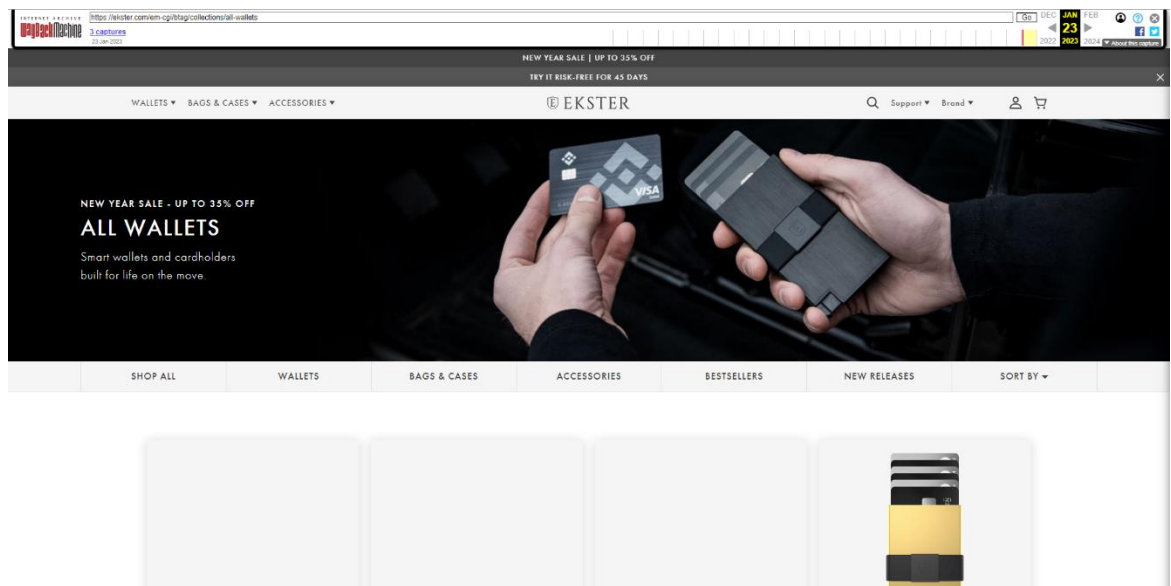 INTERNET ARCHIVE
WayBackMachine
https://ekster.com/em-cgi/btag/collections/all-wallets
Go
DEC JAN FEB
3 captures
23
23 Jan 2023
2022 2023 2024
About this capture
NEW YEAR SALE | UP TO 35% OFF
TRY IT RISK-FREE FOR 45 DAYS
WALLETS BAGS & CASES ACCESSORIES
EKSTER
Support Brand
NEW YEAR SALE - UP TO 35% OFF
ALL WALLETS
Smart wallets and cardholders
built for life on the move.
VISA
SHOP ALL WALLETS BAGS & CASES ACCESSORIES BESTSELLERS NEW RELEASES SORT BY